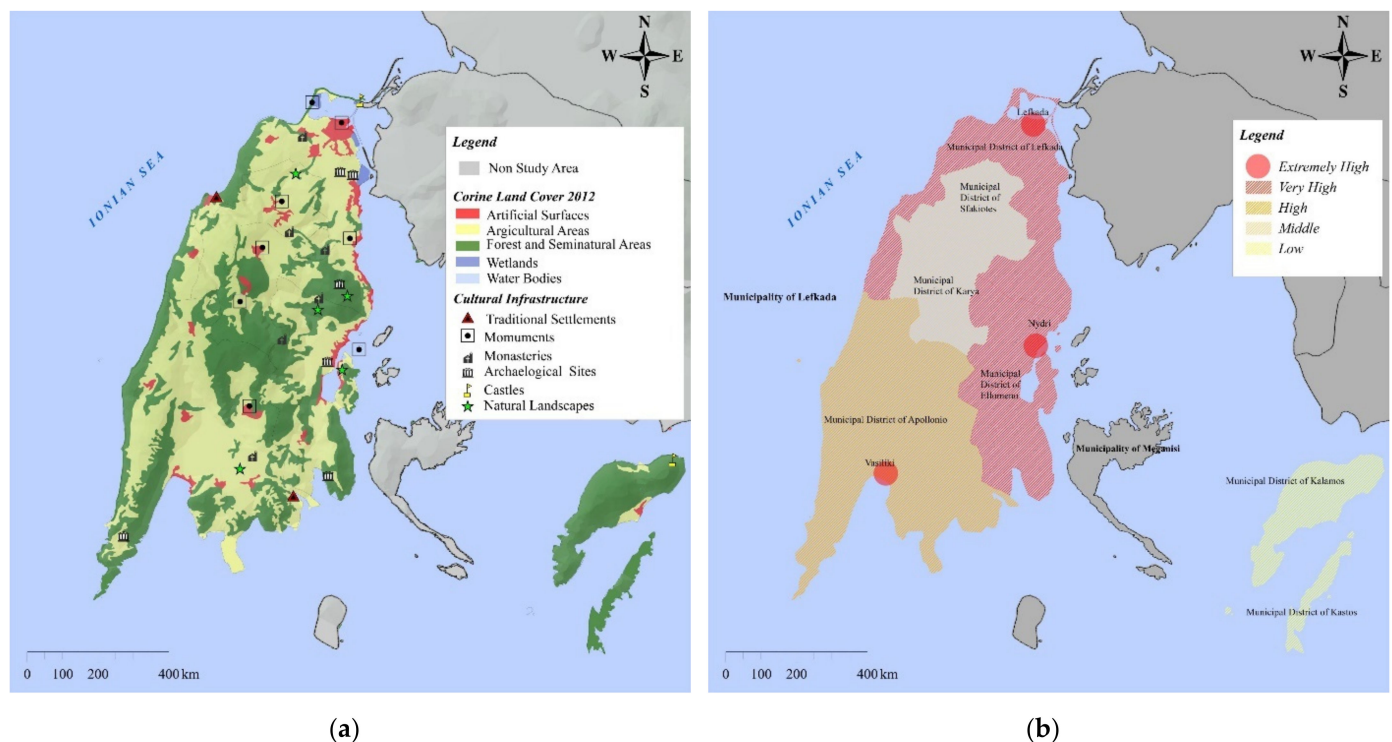 N
W E
S
IONIAN SEA
Legend
Non Study Area
Corine Land Cover 2012
Artificial Surfaces
Argicultural Areas
Forest and Seminatural Areas
Wetlands
Water Bodies
Cultural Infrastructure
Traditional Settlements
Momuments
Monasteries
Archaelogical Sites
Castles
Natural Landscapes
0 100 200 400 km
(a)
N
W E
S
IONIAN SEA
Lefkada
Municipal District of Lefkada
Municipal
District of
Sfakiotes
Municipal
District of Karya
Municipality of Lefkada
Nydri
Municipal
District of
Ellomeno
Municipal District of Apollonio
Vasiliki
Municipality of Meganisi
Municipal District of Kalamos
Municipal District of Kastos
Legend
Extremely High
Very High
High
Middle
Low
0 100 200 400 km
(b)